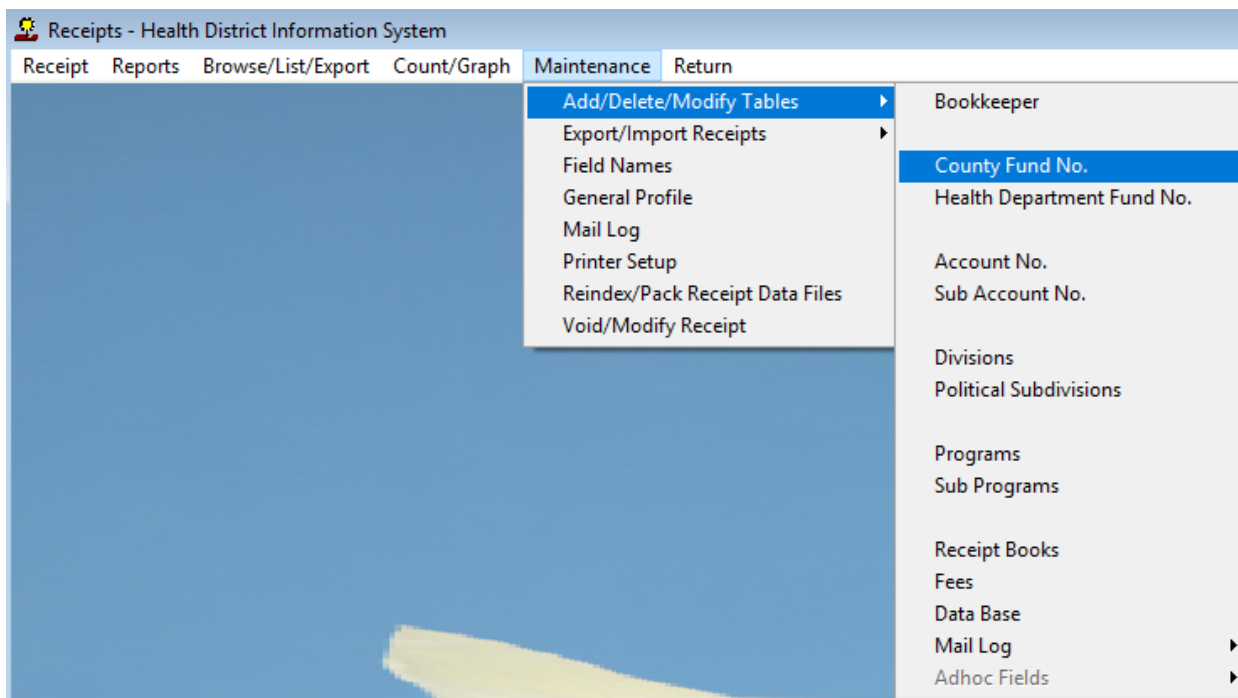 Receipts - Health District Information System
Receipt Reports Browse/List/Export Count/Graph Maintenance Return
Add/Delete/Modify Tables
Export/Import Receipts
Field Names
General Profile
Mail Log
Printer Setup
Reindex/Pack Receipt Data Files
Void/Modify Receipt
Bookkeeper
County Fund No.
Health Department Fund No.
Account No.
Sub Account No.
Divisions
Political Subdivisions
Programs
Sub Programs
Receipt Books
Fees
Data Base
Mail Log
Adhoc Fields